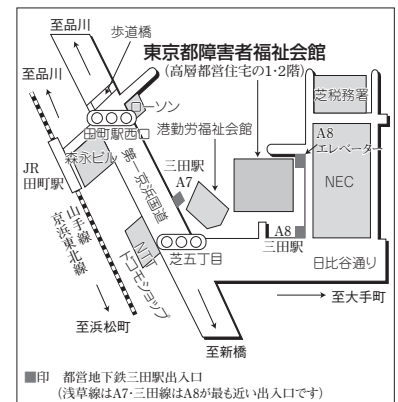 至品川
歩道橋
東京都障害者福祉会館
(高層都営住宅の1・2階)
至品川
ローソン
芝税務署
田町駅西口
港勤労福祉会館
A8
エレベーター
森永ビル
三田駅
A7
JR
田町駅
第一京浜国道
NEC
山手線
京浜東北線
A8
三田駅
NTT
ドコモショップ
芝五丁目
日比谷通り
至大手町
至浜松町
至新橋
■印 都営地下鉄三田駅出入口
(浅草線はA7・三田線はA8が最も近い出入口です)